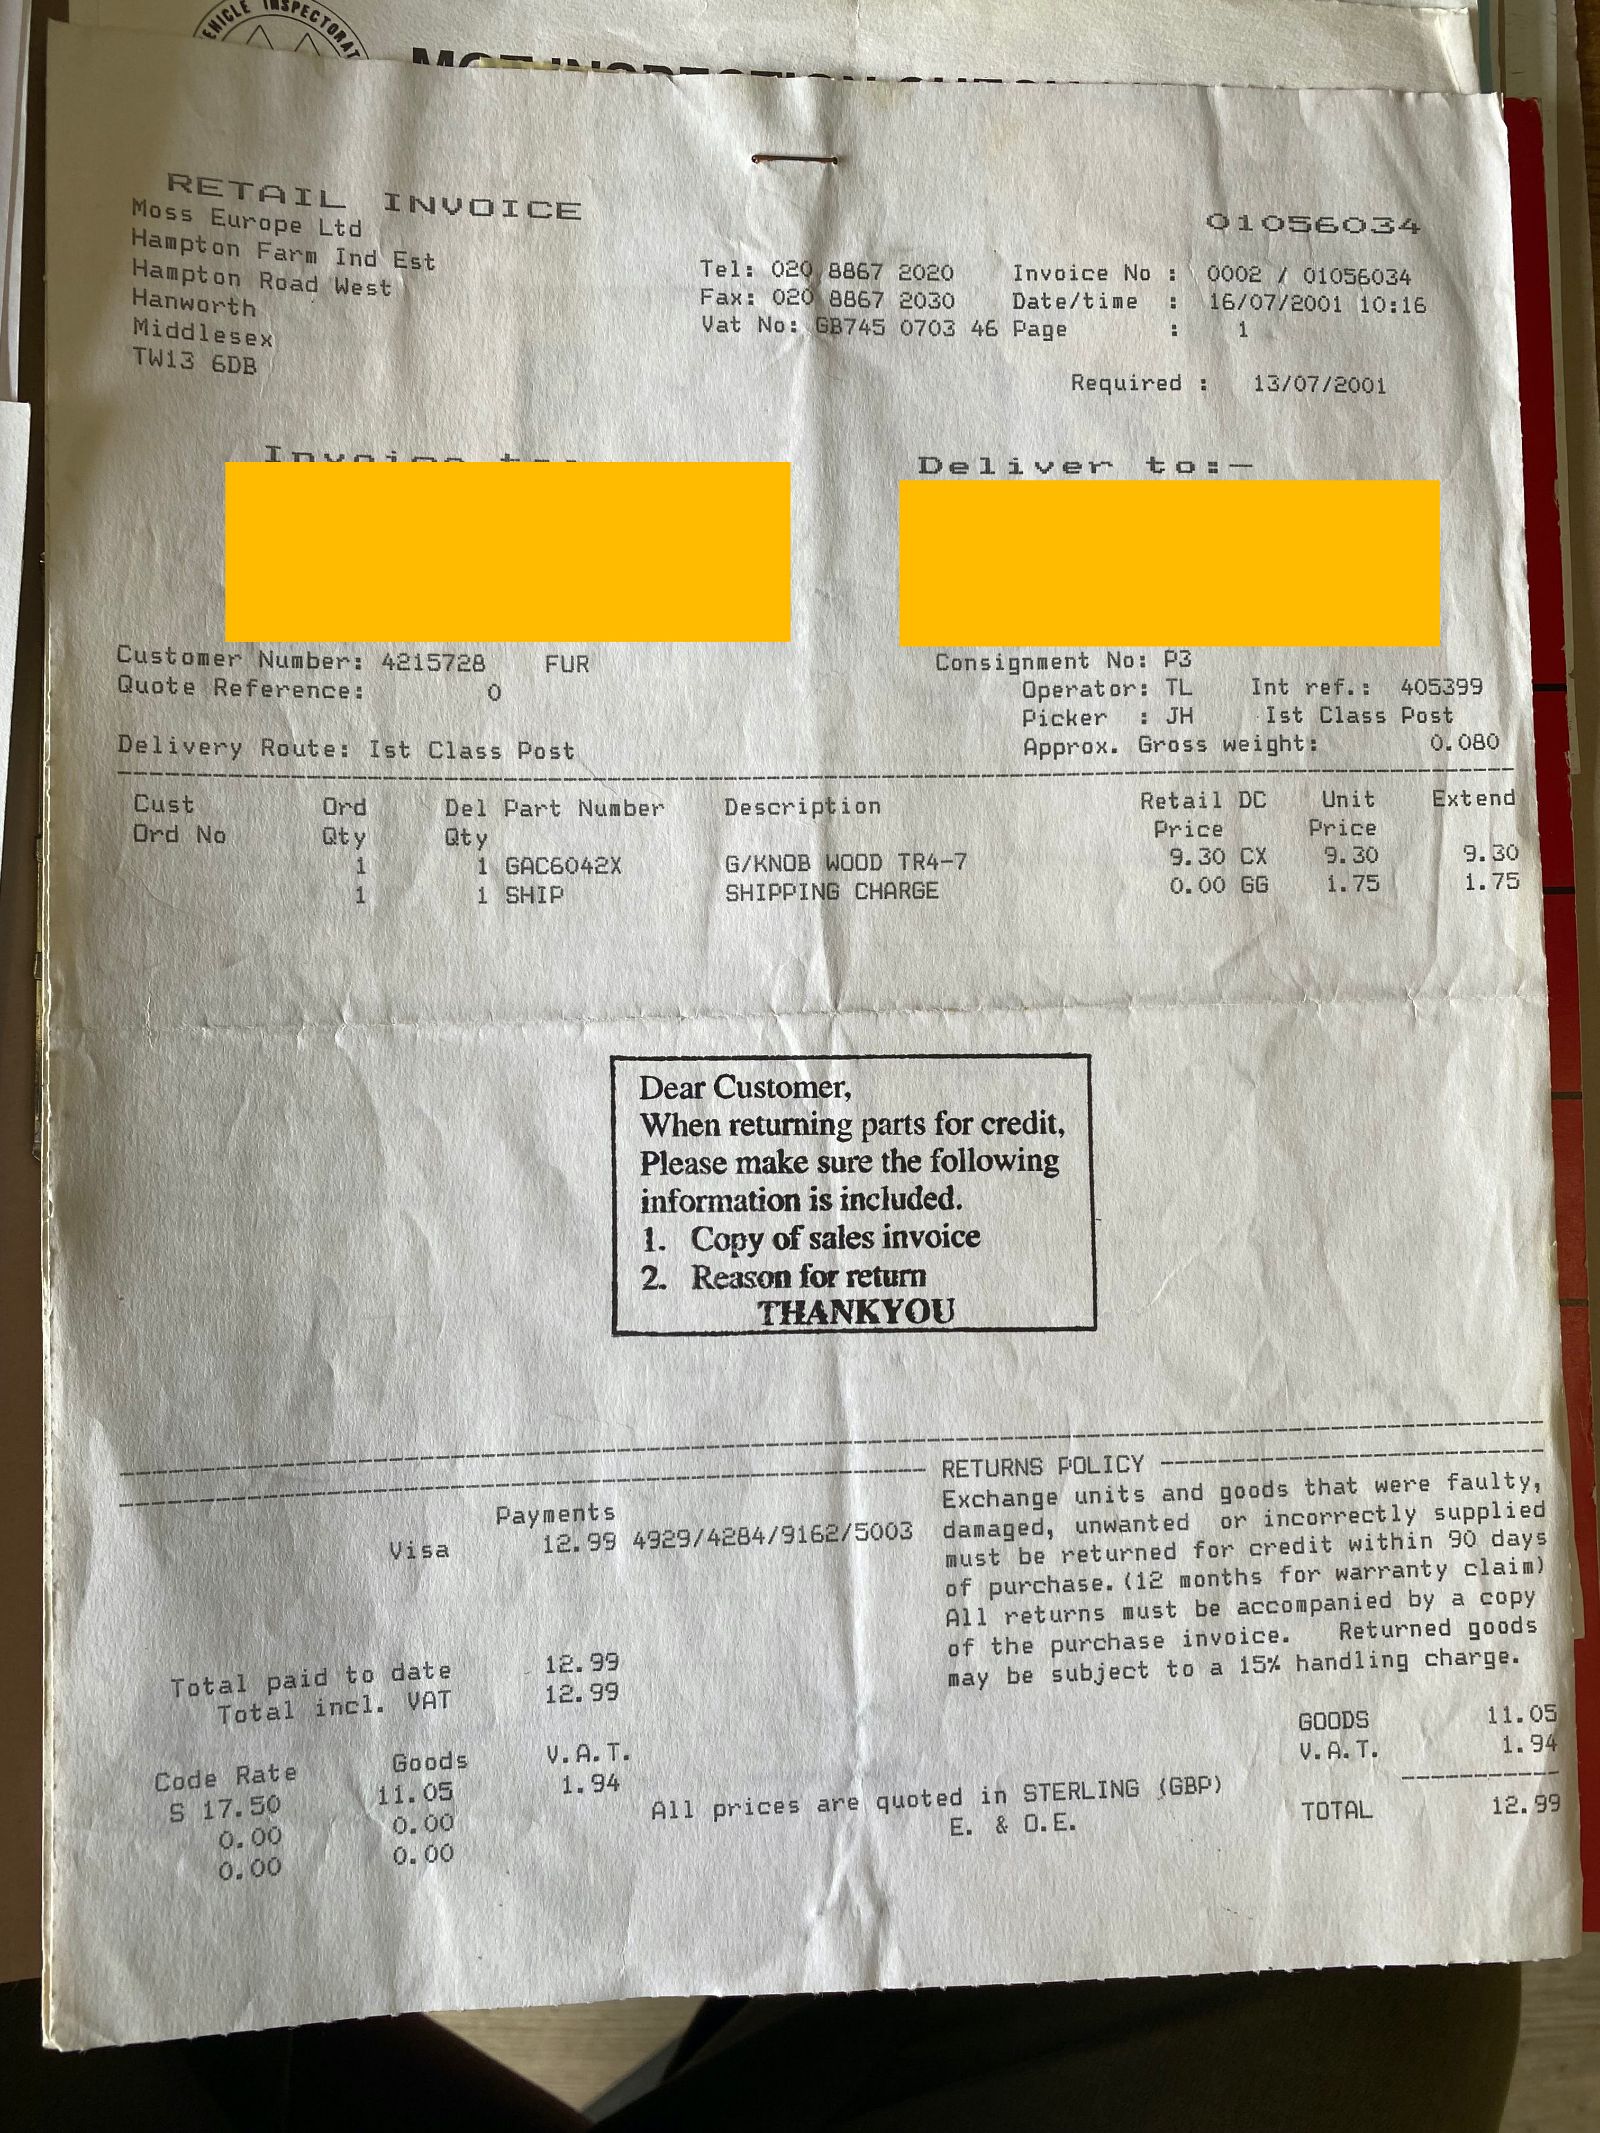 EHICLE INSPECTORAT
MOT INSPECTION
RETAIL INVOICE
Moss Europe Ltd
Hampton Farm Ind Est
Hampton Road West
Hanworth
Middlesex
TW13 6DB
01056034
Tel: 020 8867 2020 Invoice No : 0002 / 01056034
Fax: 020 8867 2030 Date/time : 16/07/2001 10:16
Vat No: GB745 0703 46 Page : 1
Required : 13/07/2001
Invoice to:
Deliver to:-
Customer Number: 4215728 FUR
Quote Reference: 0
Delivery Route: Ist Class Post
Consignment No: P3
Operator: TL Int ref.: 405399
Picker : JH Ist Class Post
Approx. Gross weight: 0.080
Cust Ord Del Part Number Description Retail DC Unit Extend
Ord No Qty Qty Price Price
1 1 GAC6042X G/KNOB WOOD TR4-7 9.30 CX 9.30 9.30
1 1 SHIP SHIPPING CHARGE 0.00 GG 1.75 1.75
Dear Customer,
When returning parts for credit,
Please make sure the following
information is included.
1. Copy of sales invoice
2. Reason for return
THANKYOU
Payments
Visa 12.99 4929/4284/9162/5003
Total paid to date 12.99
Total incl. VAT 12.99
RETURNS POLICY
Exchange units and goods that were faulty,
damaged, unwanted or incorrectly supplied
must be returned for credit within 90 days
of purchase.(12 months for warranty claim)
All returns must be accompanied by a copy
of the purchase invoice. Returned goods
may be subject to a 15% handling charge.
Code Rate Goods V.A.T.
S 17.50 11.05 1.94
0.00 0.00
0.00 0.00
All prices are quoted in STERLING (GBP)
E. & O.E.
GOODS 11.05
V.A.T. 1.94
TOTAL 12.99